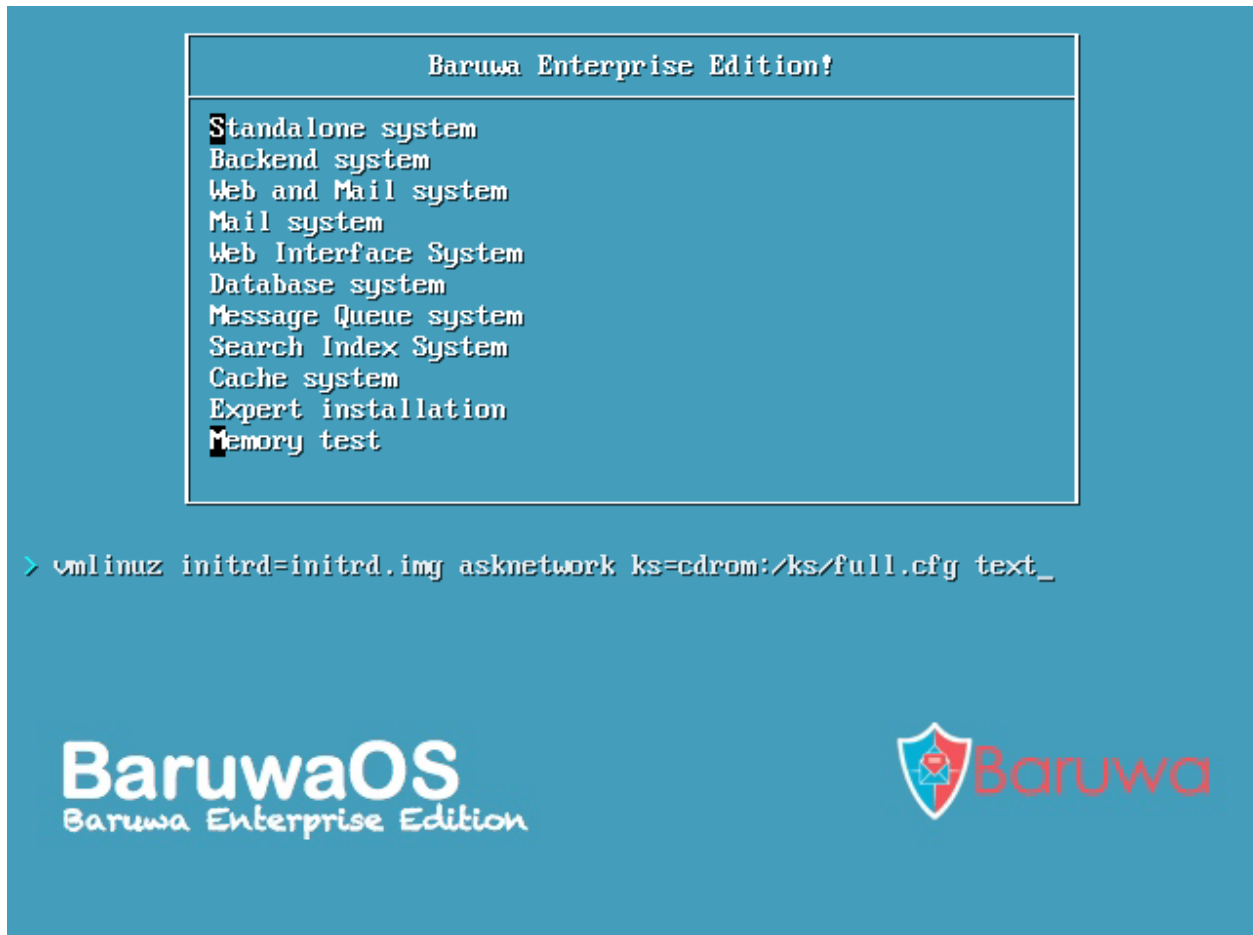 Baruwa Enterprise Edition!
Standalone system
Backend system
Web and Mail system
Mail system
Web Interface System
Database system
Message Queue system
Search Index System
Cache system
Expert installation
Memory test
> vmlinuz initrd=initrd.img asknetwork ks=cdrom:/ks/full.cfg text_
BaruwaOS
Baruwa Enterprise Edition
Baruwa